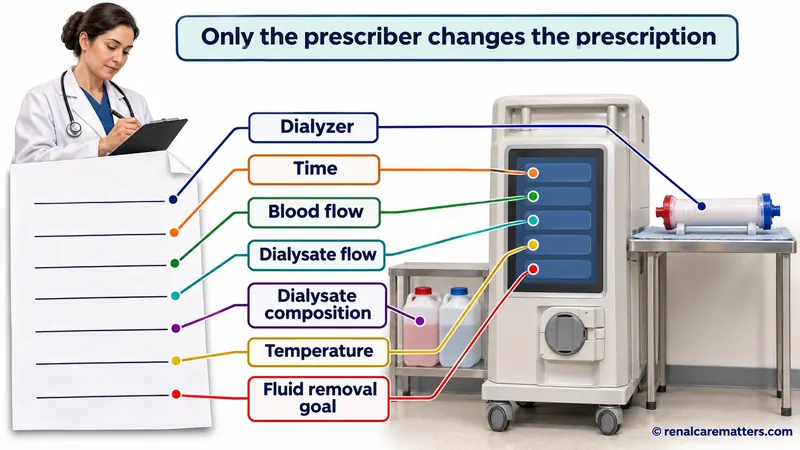 Only the prescriber changes the prescription
Dialyzer
Time
Blood flow
Dialysate flow
Dialysate
composition
Temperature
Fluid removal
goal
© renalcarematters.com